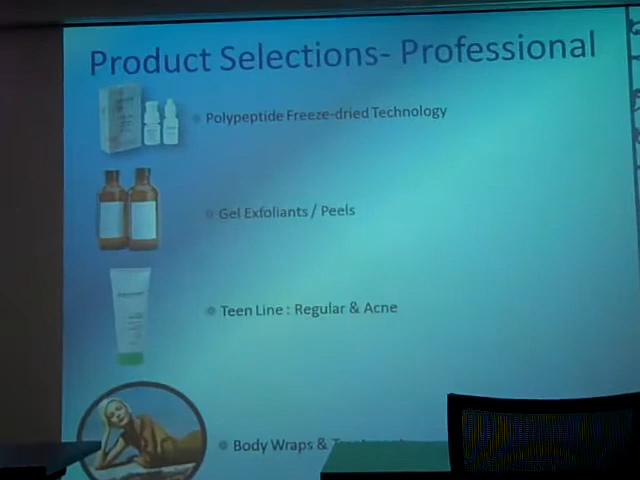 Product Selections- Professional
Polypeptide Freeze-dried Technology
Gel Exfoliants / Peels
Teen Line : Regular & Acne
Body Wraps &